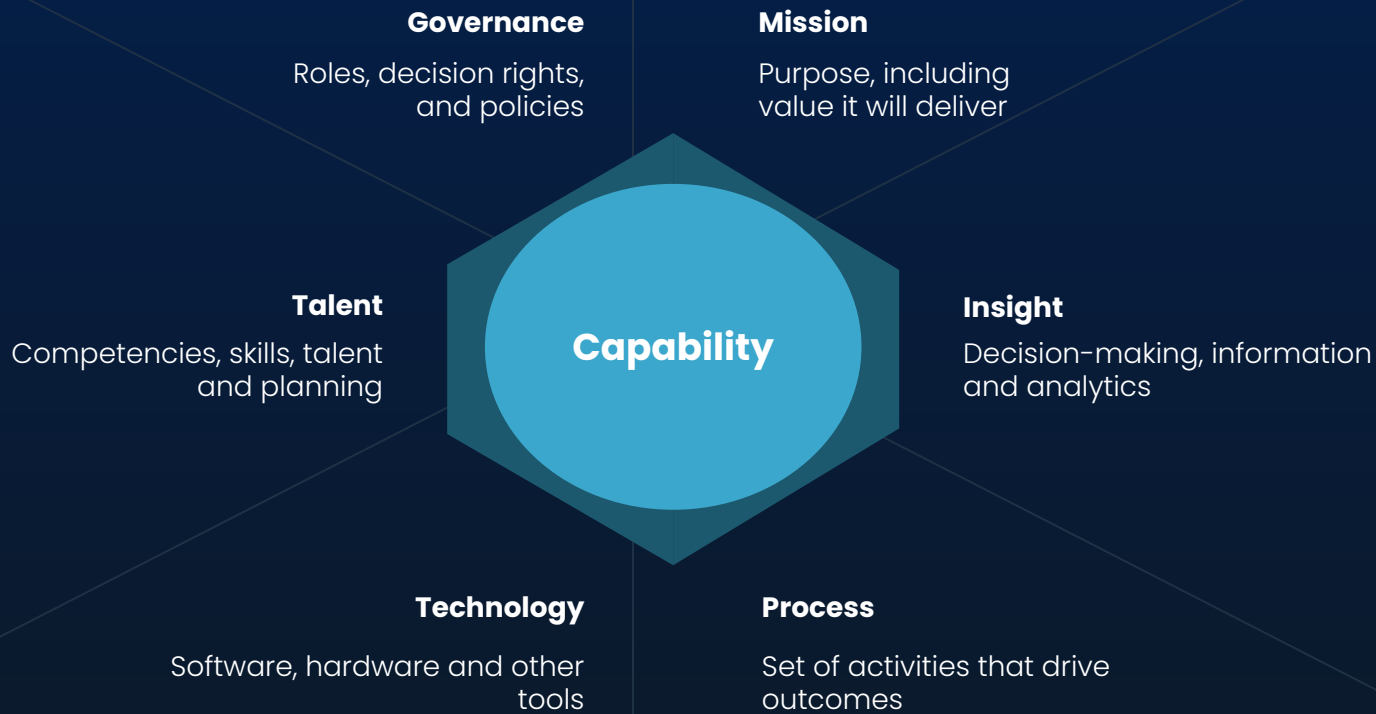 Governance
Roles, decision rights,
and policies
Mission
Purpose, including
value it will deliver
Talent
Competencies, skills, talent
and planning
Capability
Insight
Decision-making, information
and analytics
Technology
Software, hardware and other
tools
Process
Set of activities that drive
outcomes